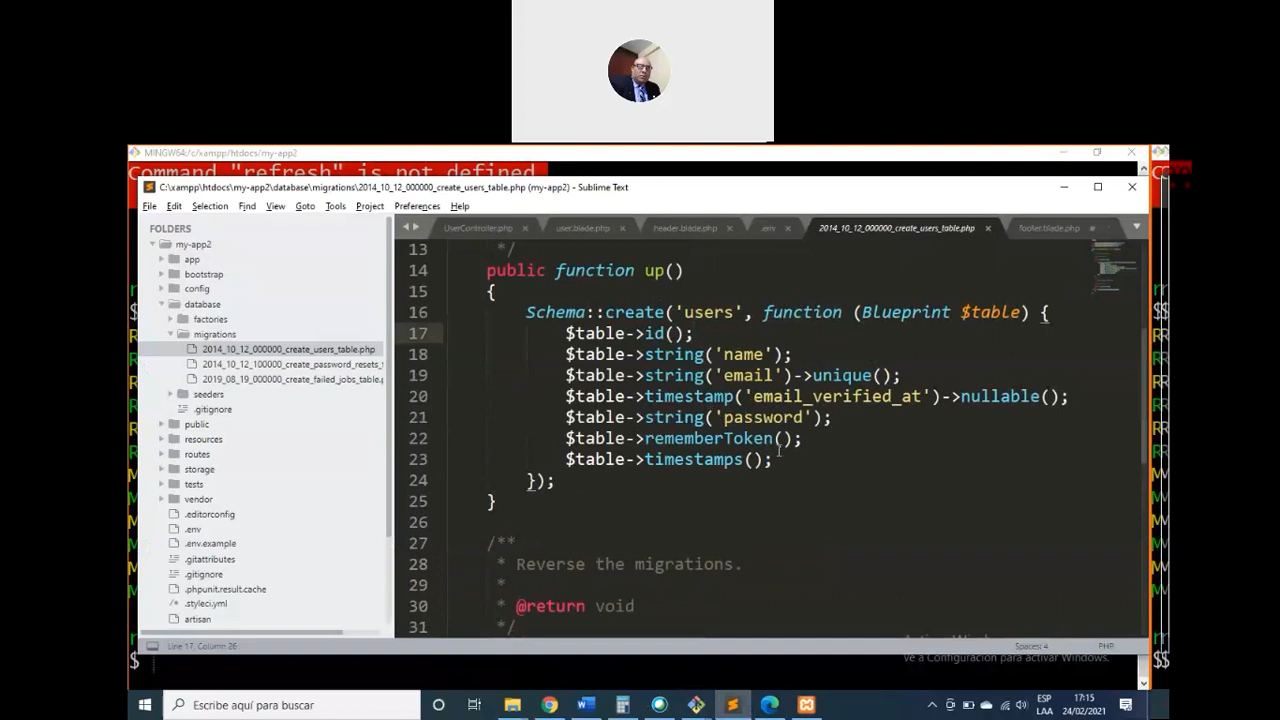 MINGW64:/c/xampp/htdocs/my-app2
Command "refresh" is not defined
C:\xampp\htdocs\my-app2\database\migrations\2014_10_12_000000_create_users_table.php (my-app2) - Sublime Text
File Edit Selection Find View Goto Tools Project Preferences Help
FOLDERS
my-app2
app
bootstrap
config
database
factories
migrations
2014_10_12_000000_create_users_table.php
2014_10_12_100000_create_password_resets_
2019_08_19_000000_create_failed_jobs_table.p
seeders
.gitignore
public
resources
routes
storage
tests
vendor
.editorconfig
.env
.env.example
.gitattributes
.gitignore
.phpunit.result.cache
.styleci.yml
artisan
UserController.php user.blade.php header.blade.php .env 2014_10_12_000000_create_users_table.php footer.blade.php
13 */
14 public function up()
15 {
16 Schema::create('users', function (Blueprint $table) {
17 $table->id();
18 $table->string('name');
19 $table->string('email')->unique();
20 $table->timestamp('email_verified_at')->nullable();
21 $table->string('password');
22 $table->rememberToken();
23 $table->timestamps();
24 });
25 }
26
27 /**
28 * Reverse the migrations.
29 *
30 * @return void
31 */
Line 17, Column 26
Spaces: 4
PHP
Ve a Configuración para activar Windows.
$
Escribe aquí para buscar
ESP
LAA
17:15
24/02/2021